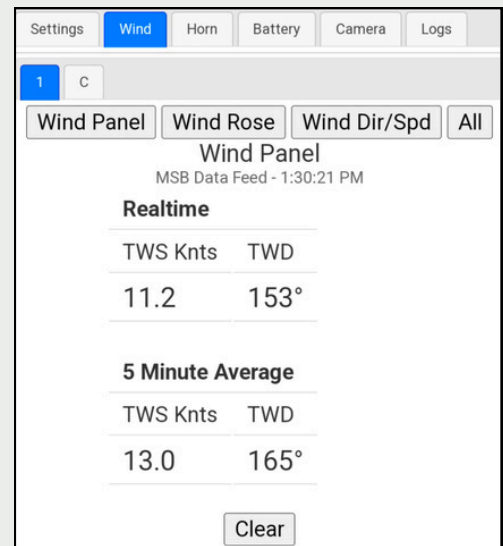 Settings Wind Horn Battery Camera Logs
1 C
Wind Panel Wind Rose Wind Dir/Spd All
Wind Panel
MSB Data Feed - 1:30:21 PM
Realtime
TWS Knts TWD
11.2 153°
5 Minute Average
TWS Knts TWD
13.0 165°
Clear